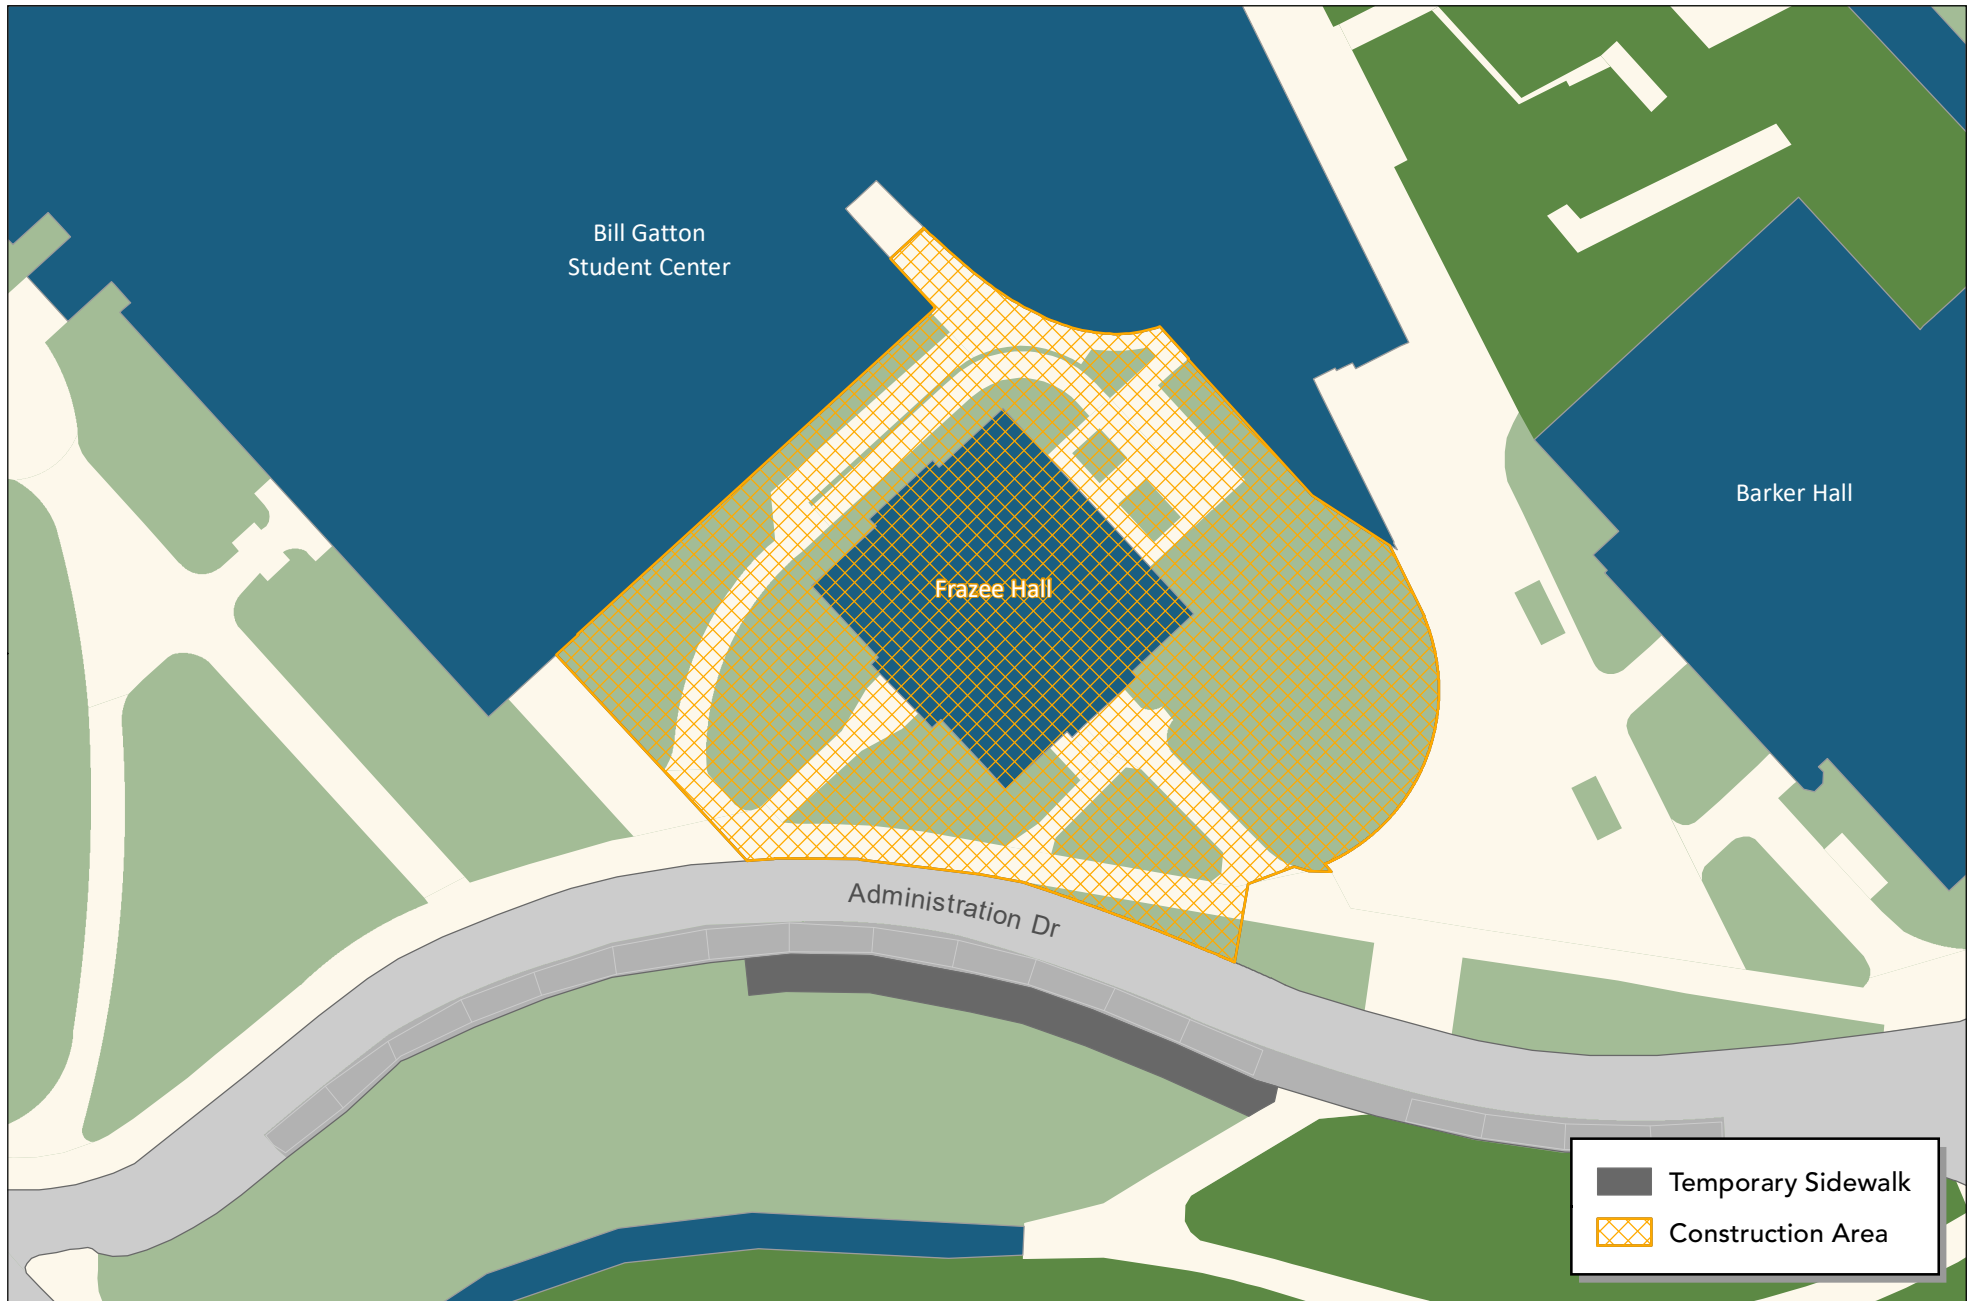 Bill Gatton
Student Center
Barker Hall
Frazee Hall
Administration Dr
Temporary Sidewalk
Construction Area